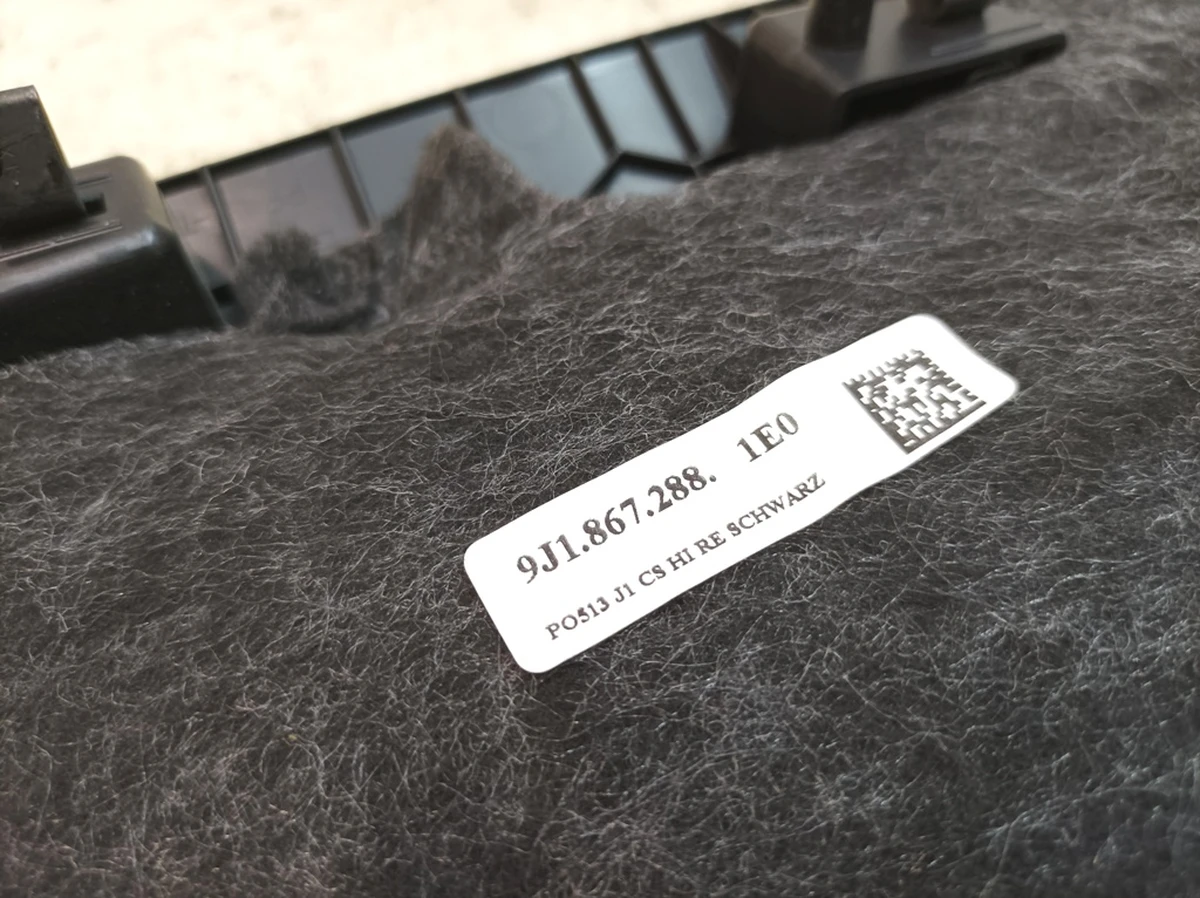 9J1.867.288. 1E0
PO513 J1 CS HI RE SCHWARZ